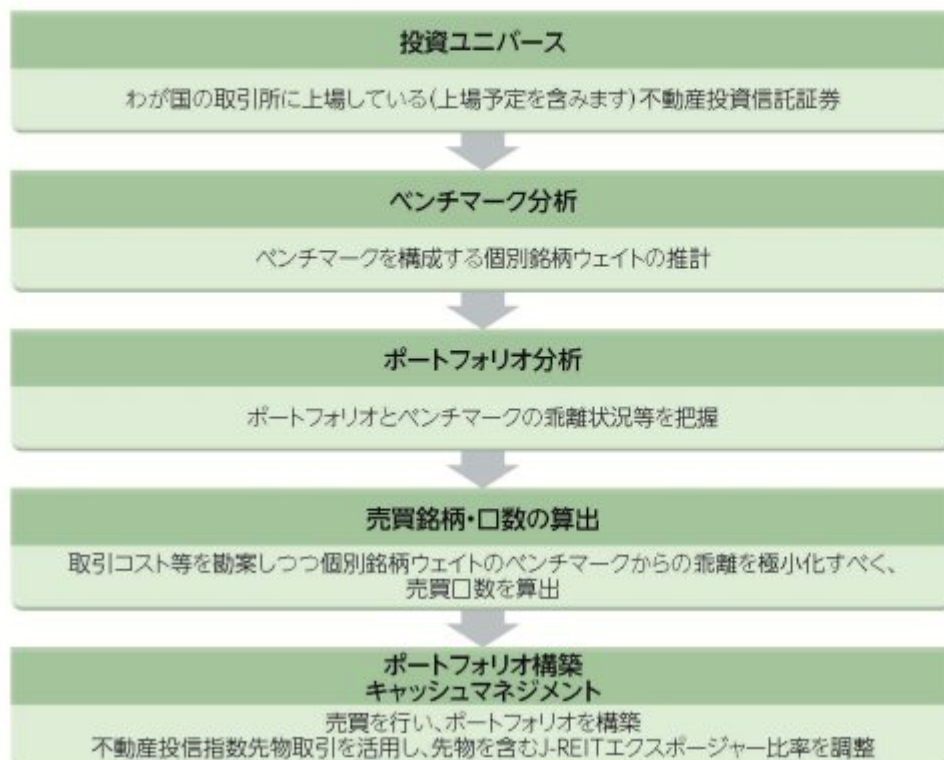 投資ユニバース
わが国の取引所に上場している(上場予定を含みます)不動産投資信託証券
ベンチマーク分析
ベンチマークを構成する個別銘柄ウェイトの推計
ポートフォリオ分析
ポートフォリオとベンチマークの乖離状況等を把握
売買銘柄・口数の算出
取引コスト等を勘案しつつ個別銘柄ウェイトのベンチマークからの乖離を極小化すべく、
売買口数を算出
ポートフォリオ構築
キャッシュマネジメント
売買を行い、ポートフォリオを構築
不動産投信指数先物取引を活用し、先物を含むJ-REITエクスポージャー比率を調整